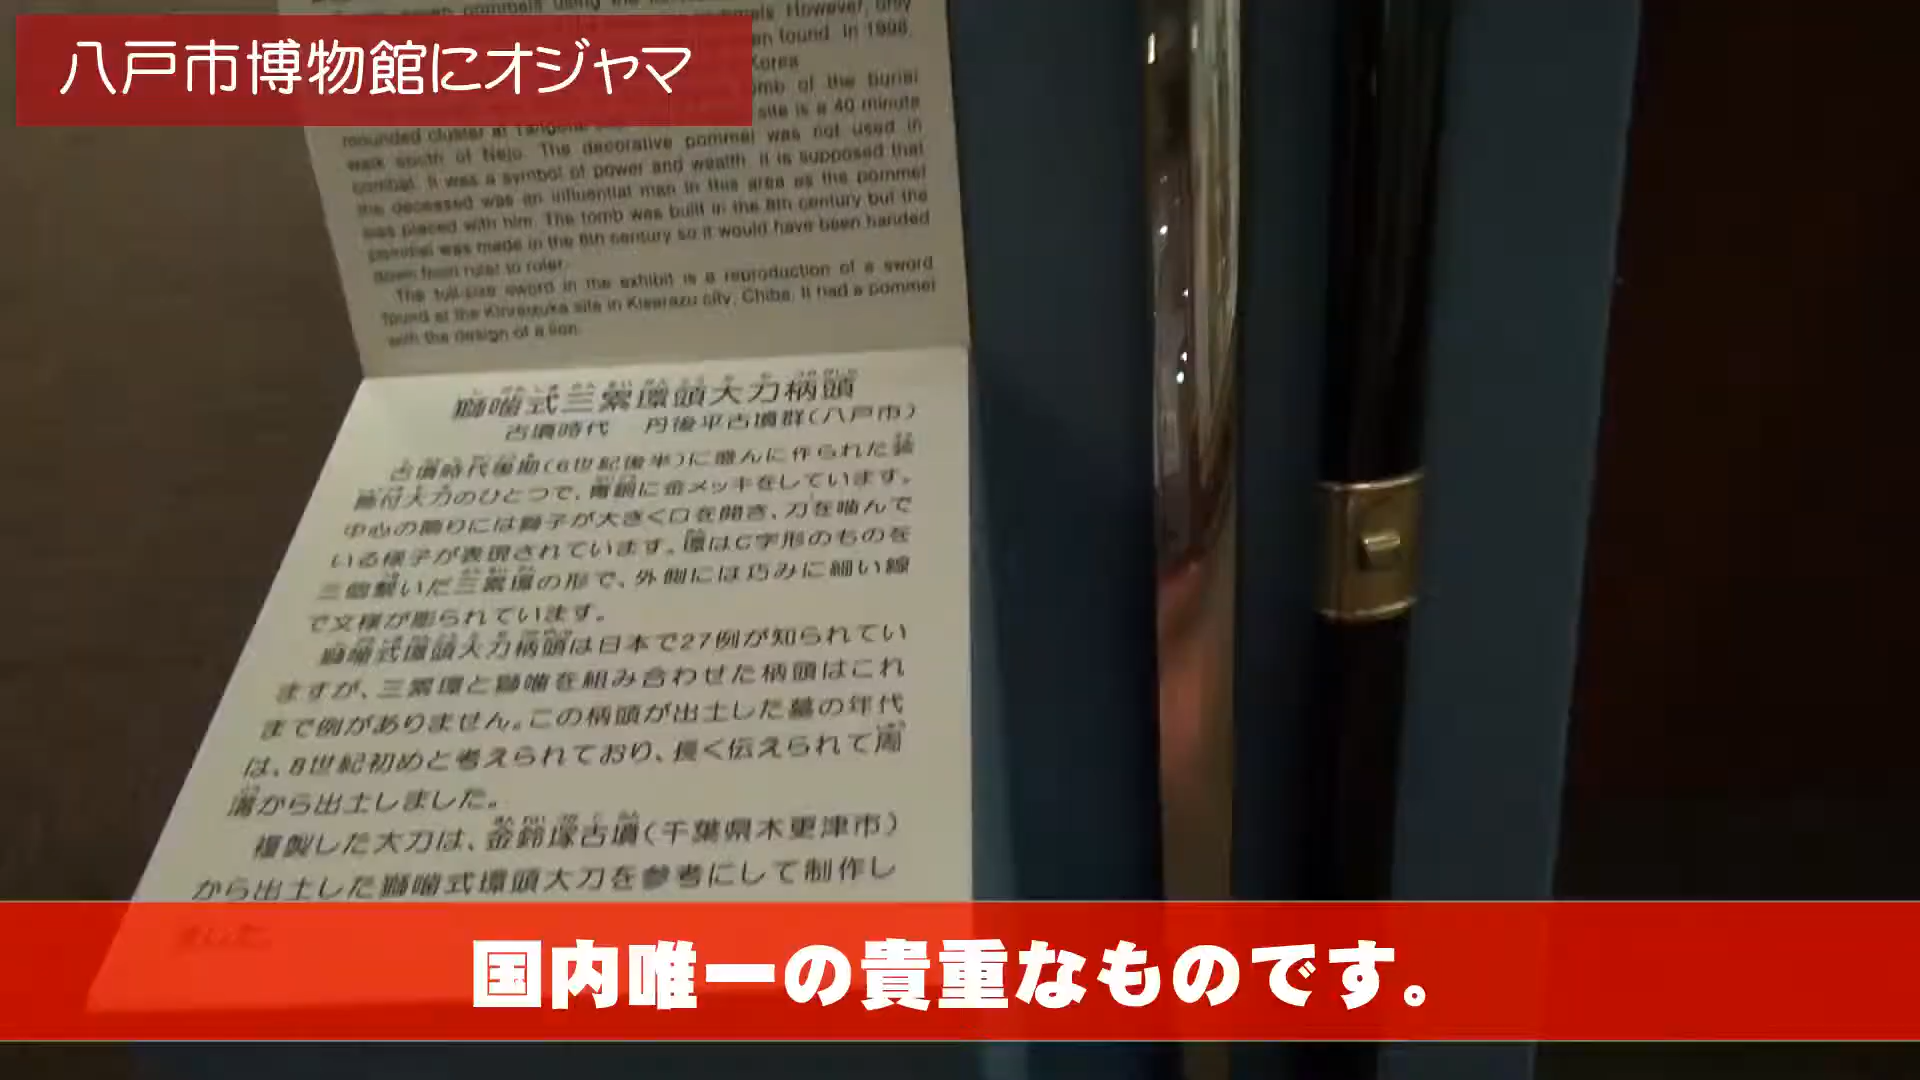 八戸市博物館にオジヤマ
pommels using the
pommels. However, only
en found. In 1998,
Korea
omb of the burial
mounded cluster at site is a 40 minute
walk south of Nejo. The decorative pommel was not used in
combat. It was a symbol of power and wealth. It is supposed that
the deceased was an influential man in this area as the pommel
was placed with him. The tomb was built in the 8th century but the
pommel was made in the 6th century so it would have been handed
down from ruler to ruler.
The full-size sword in the exhibit is a reproduction of a sword
found at the Kinreizuka site in Kisarazu city, Chiba. It had a pommel
with the design of a lion.
獅噛式三累環頭大刀柄頭
古墳時代 丹後平古墳群(八戸市)
古墳時代後期(6世紀後半)に盛んに作られた装
飾付大刀のひとつで、青銅に金メッキをしています。
中心の飾りには獅子が大きく口を開き、刀を噛んで
いる様子が表現されています。環はC字形のものを
三個繋いだ三累環の形で、外側には巧みに細い線
で文様が彫られています。
獅噛式環頭大刀柄頭は日本で27例が知られてい
ますが、三累環と獅噛を組み合わせた柄頭はこれ
まで例がありません。この柄頭が出土した墓の年代
は、8世紀初めと考えられており、長く伝えられて周
溝から出土しました。
複製した大刀は、金鈴塚古墳(千葉県木更津市)
から出土した獅噛式環頭大刀を参考にして制作し
ました。
国内唯一の貴重なものです。